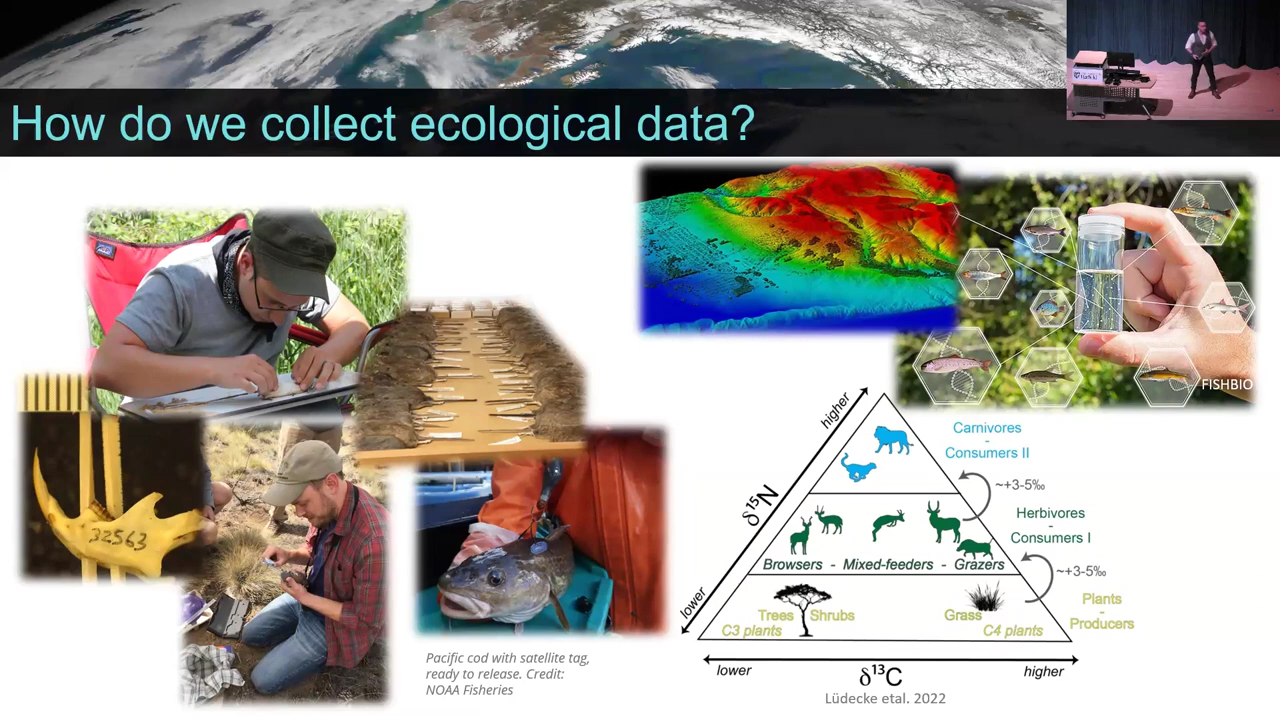 How do we collect ecological data?
32563
FISHBIO
Pacific cod with satellite tag,
ready to release. Credit:
NOAA Fisheries
higher
δ¹⁵N
lower
Carnivores
-
Consumers II
~+3-5‰
Herbivores
-
Consumers I
~+3-5‰
Plants
-
Producers
Browsers - Mixed-feeders - Grazers
Trees Shrubs
C3 plants
Grass
C4 plants
lower
δ¹³C
higher
Lüdecke etal. 2022